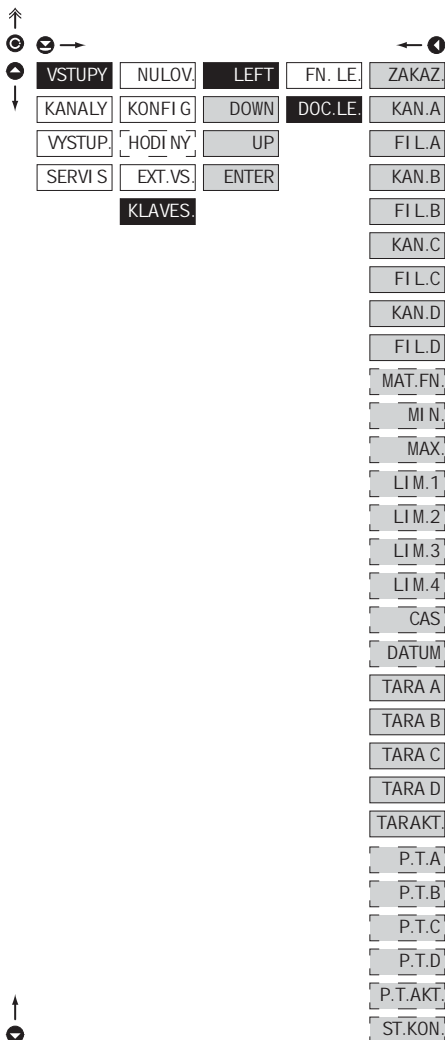 VSTUPY NULOV. LEFT FN. LE. ZAKAZ.
KANALY KONFIG DOWN DOC.LE. KAN.A
VYSTUP. HODINY UP FIL.A
SERVIS EXT.VS. ENTER KAN.B
KLAVES. FIL.B
KAN.C
FIL.C
KAN.D
FIL.D
MAT.FN.
MIN.
MAX.
LIM.1
LIM.2
LIM.3
LIM.4
CAS
DATUM
TARA A
TARA B
TARA C
TARA D
TARAKT.
P.T.A
P.T.B
P.T.C
P.T.D
P.T.AKT.
ST.KON.